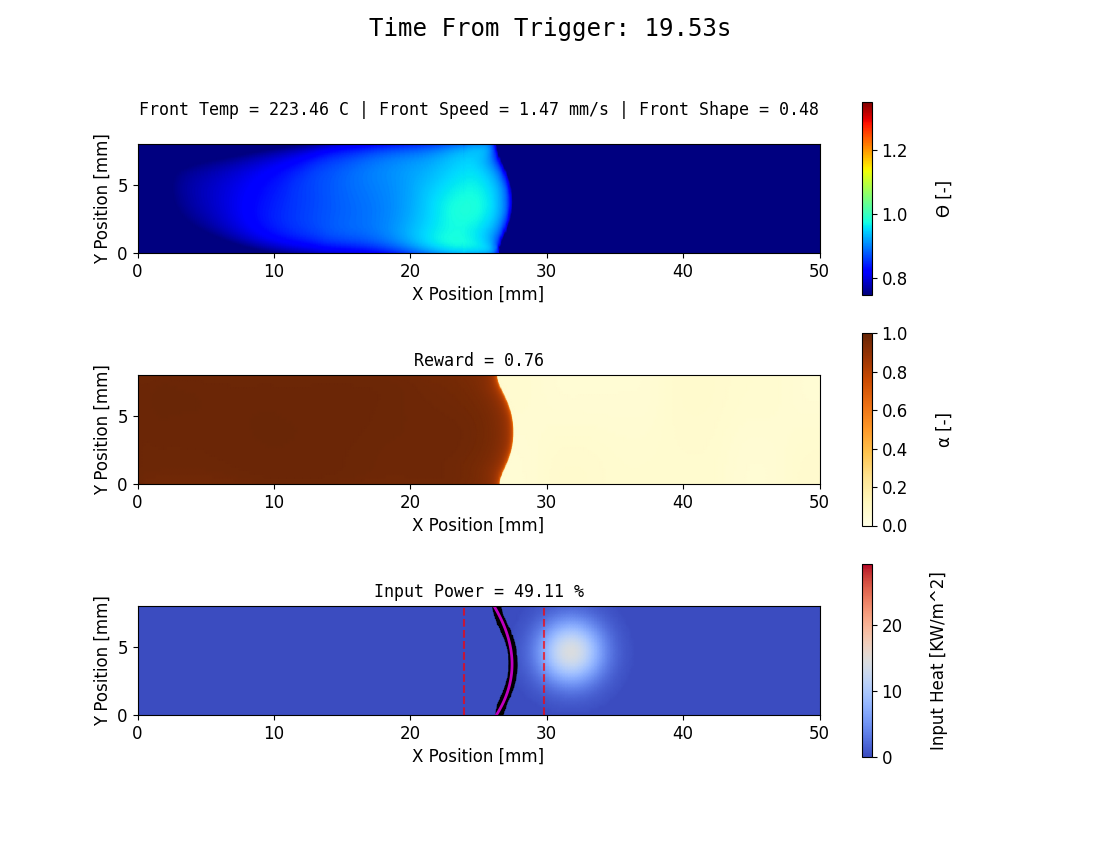 Time From Trigger: 19.53s
Front Temp = 223.46 C | Front Speed = 1.47 mm/s | Front Shape = 0.48
Y Position [mm]
5
0
0 10 20 30 40 50
X Position [mm]
1.2
1.0
0.8
Θ [-]
Reward = 0.76
Y Position [mm]
5
0
0 10 20 30 40 50
X Position [mm]
1.0
0.8
0.6
0.4
0.2
0.0
α [-]
Input Power = 49.11 %
Y Position [mm]
5
0
0 10 20 30 40 50
X Position [mm]
20
10
0
Input Heat [KW/m^2]